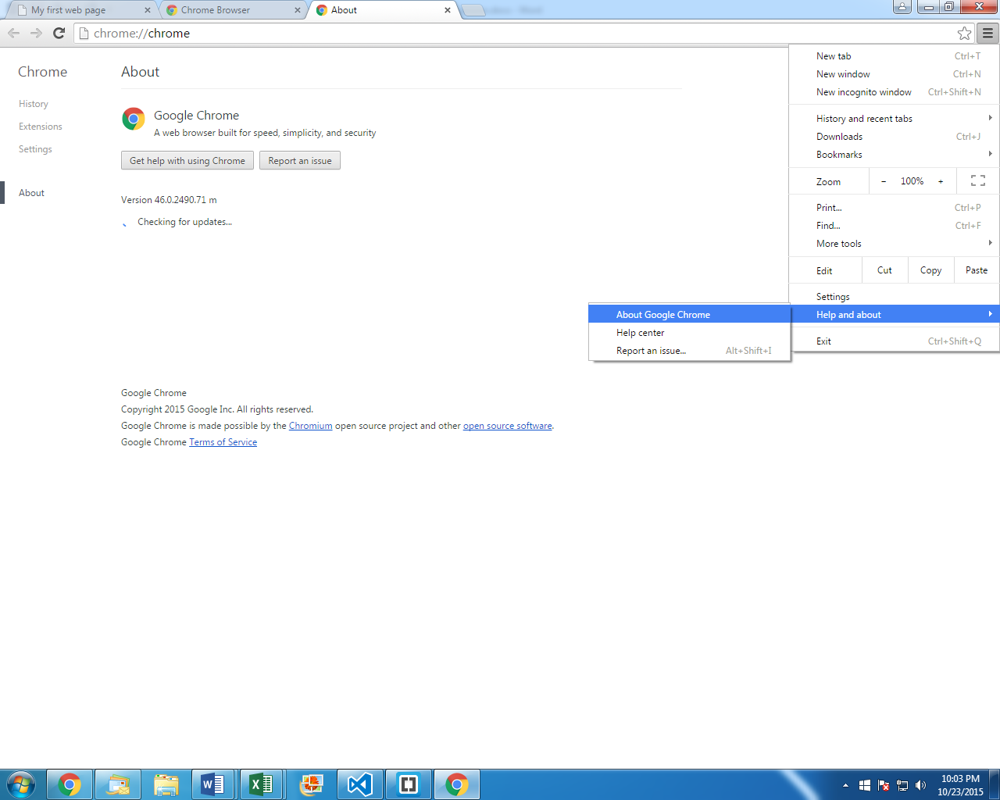 My first web page
Chrome Browser
About
chrome://chrome
Chrome
History
Extensions
Settings
About
About
Google Chrome
A web browser built for speed, simplicity, and security
Get help with using Chrome
Report an issue
Version 46.0.2490.71 m
Checking for updates...
Google Chrome
Copyright 2015 Google Inc. All rights reserved.
Google Chrome is made possible by the Chromium open source project and other open source software.
Google Chrome Terms of Service
New tab Ctrl+T
New window Ctrl+N
New incognito window Ctrl+Shift+N
History and recent tabs
Downloads Ctrl+J
Bookmarks
Zoom − 100% +
Print... Ctrl+P
Find... Ctrl+F
More tools
Edit Cut Copy Paste
Settings
Help and about
Exit Ctrl+Shift+Q
About Google Chrome
Help center
Report an issue... Alt+Shift+I
10:03 PM
10/23/2015